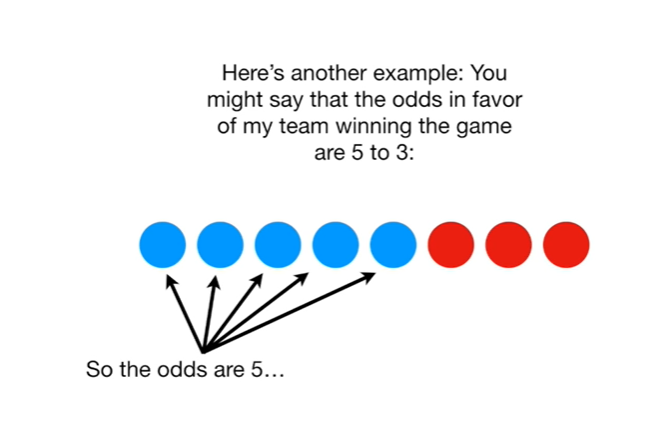 Here’s another example: You
might say that the odds in favor
of my team winning the game
are 5 to 3:
So the odds are 5…